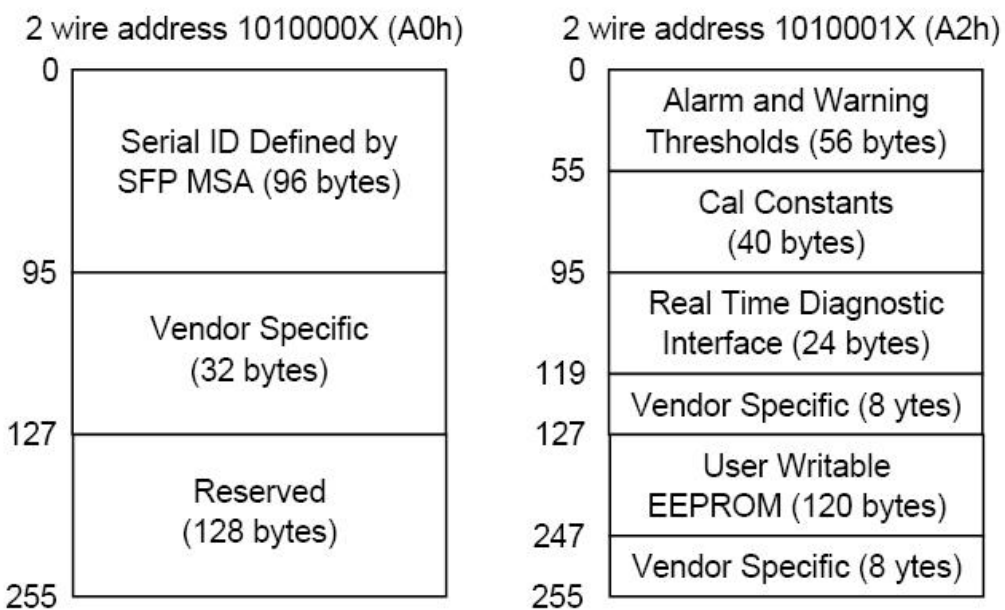 2 wire address 1010000X (A0h)
0
Serial ID Defined by
SFP MSA (96 bytes)
95
Vendor Specific
(32 bytes)
127
Reserved
(128 bytes)
255
2 wire address 1010001X (A2h)
0
Alarm and Warning
Thresholds (56 bytes)
55
Cal Constants
(40 bytes)
95
Real Time Diagnostic
Interface (24 bytes)
119
Vendor Specific (8 ytes)
127
User Writable
EEPROM (120 bytes)
247
Vendor Specific (8 ytes)
255